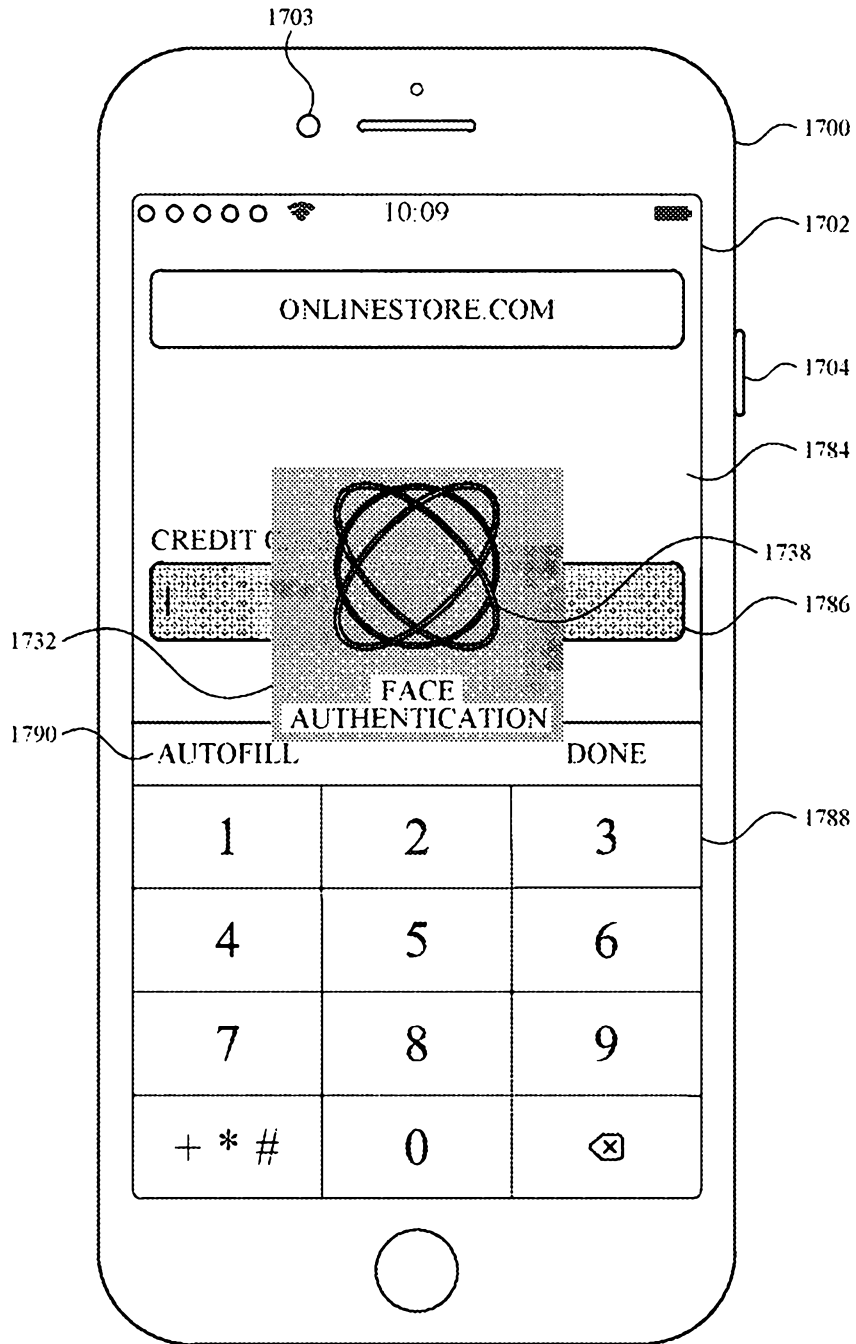 1703
1700
10:09
1702
ONLINESTORE.COM
1704
1784
CREDIT
1738
1786
1732
FACE
AUTHENTICATION
1790
AUTOFILL DONE
1788
1 2 3
4 5 6
7 8 9
+ * # 0